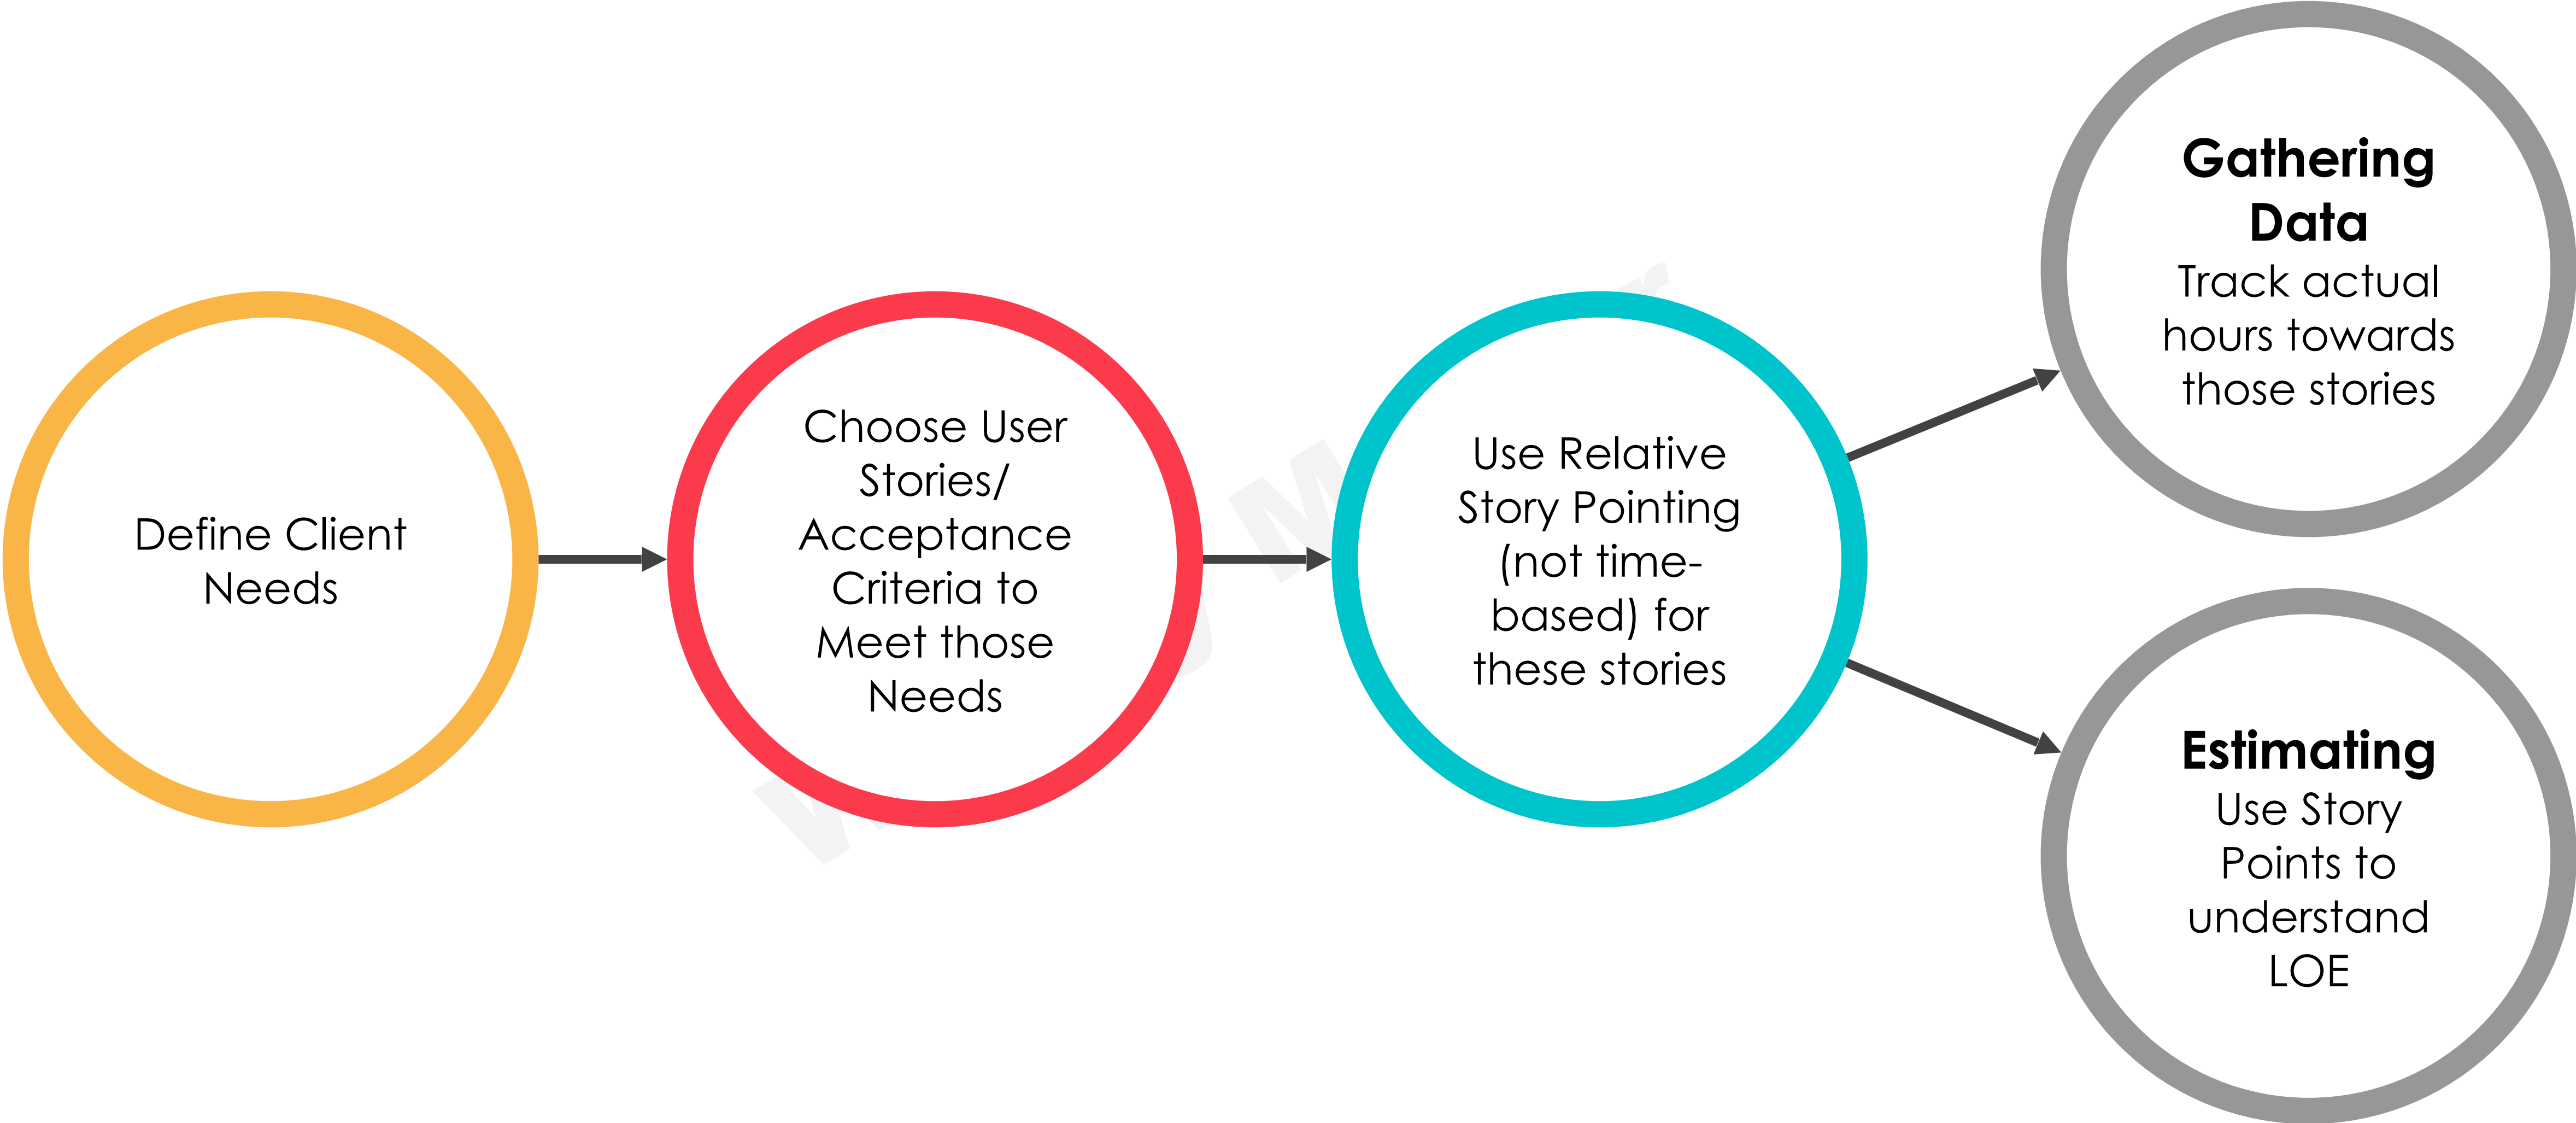 Define Client
Needs
Choose User
Stories/
Acceptance
Criteria to
Meet those
Needs
Use Relative
Story Pointing
(not time-
based) for
these stories
Gathering
Data
Track actual
hours towards
those stories
Estimating
Use Story
Points to
understand
LOE